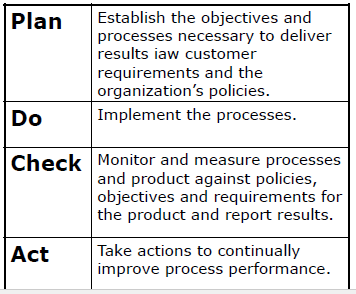 Plan
Establish the objectives and
processes necessary to deliver
results iaw customer
requirements and the
organization's policies.
Do
Implement the processes.
Check
Monitor and measure processes
and product against policies,
objectives and requirements for
the product and report results.
Act
Take actions to continually
improve process performance.